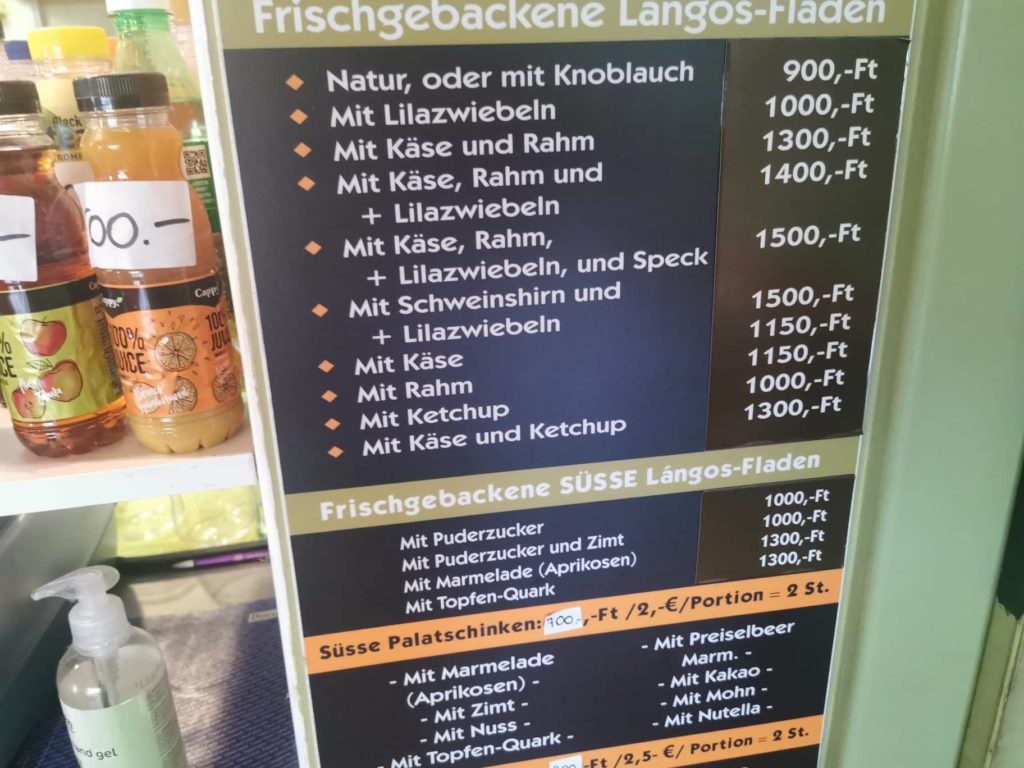 Frischgebackene Lángos-Fladen
Natur, oder mit Knoblauch 900,-Ft
Mit Lilazwiebeln 1000,-Ft
Mit Käse und Rahm 1300,-Ft
Mit Käse, Rahm und 1400,-Ft
+ Lilazwiebeln
Mit Käse, Rahm, 1500,-Ft
+ Lilazwiebeln, und Speck
Mit Schweinshirn und 1500,-Ft
+ Lilazwiebeln 1150,-Ft
Mit Käse 1150,-Ft
Mit Rahm 1000,-Ft
Mit Ketchup 1300,-Ft
Mit Käse und Ketchup
Frischgebackene SÜSSE Lángos-Fladen
Mit Puderzucker 1000,-Ft
Mit Puderzucker und Zimt 1000,-Ft
Mit Marmelade (Aprikosen) 1300,-Ft
Mit Topfen-Quark 1300,-Ft
Süsse Palatschinken: 700.-,-Ft /2,-€/Portion = 2 St.
- Mit Marmelade
(Aprikosen) -
- Mit Zimt -
- Mit Nuss -
- Mit Topfen-Quark -
- Mit Preiselbeer
Marm. -
- Mit Kakao -
- Mit Mohn -
- Mit Nutella -
-Ft /2,5- €/ Portion = 2 St.
00.-
Black
Capp
100%
JUICE